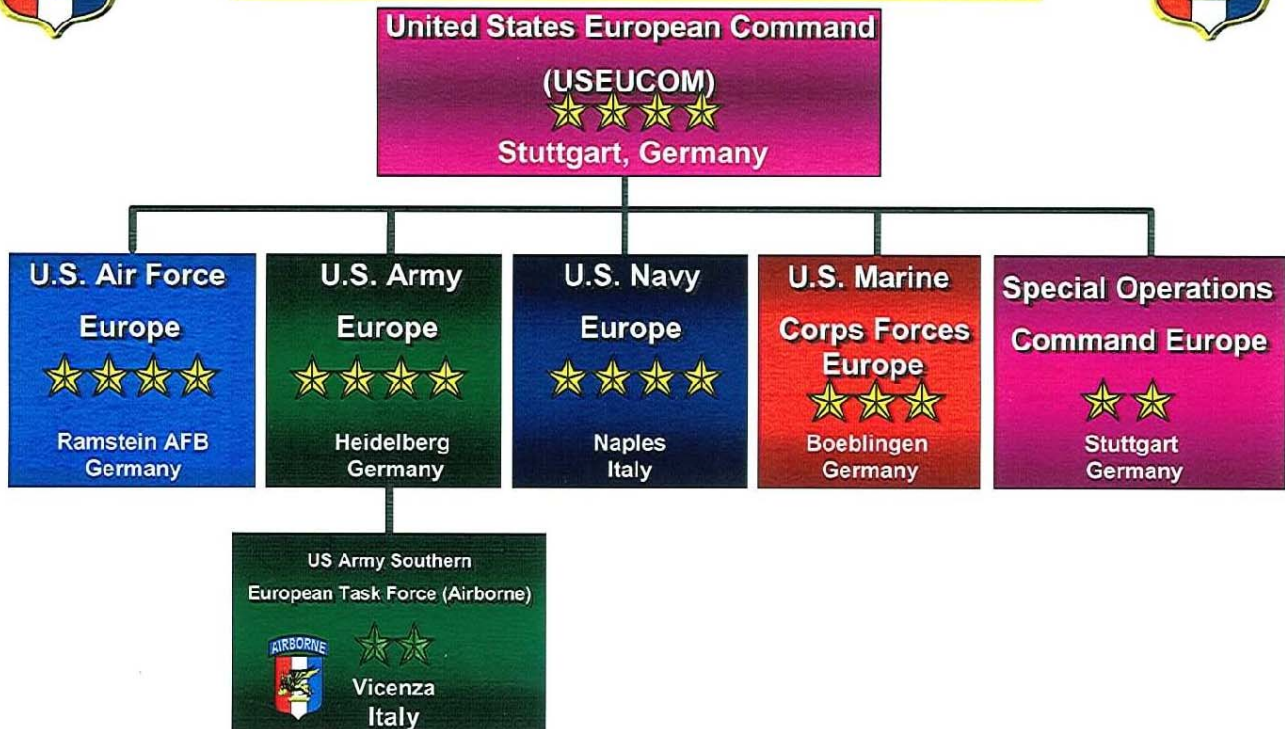 United States European Command
(USEUCOM)
Stuttgart, Germany
U.S. Air Force
Europe
Ramstein AFB
Germany
U.S. Army
Europe
Heidelberg
Germany
U.S. Navy
Europe
Naples
Italy
U.S. Marine
Corps Forces
Europe
Boeblingen
Germany
Special Operations
Command Europe
Stuttgart
Germany
US Army Southern
European Task Force (Airborne)
AIRBORNE
Vicenza
Italy